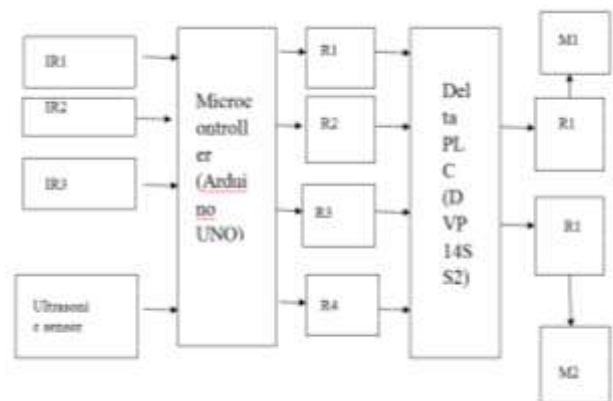 IR1
IR2
IR3
Ultrasoni
c sensor
Microc
ontroll
er
(Ardui
no
UNO)
R1
R2
R3
R4
Del
ta
PL
C
(D
VP
14S
S2)
M1
R1
R1
M2